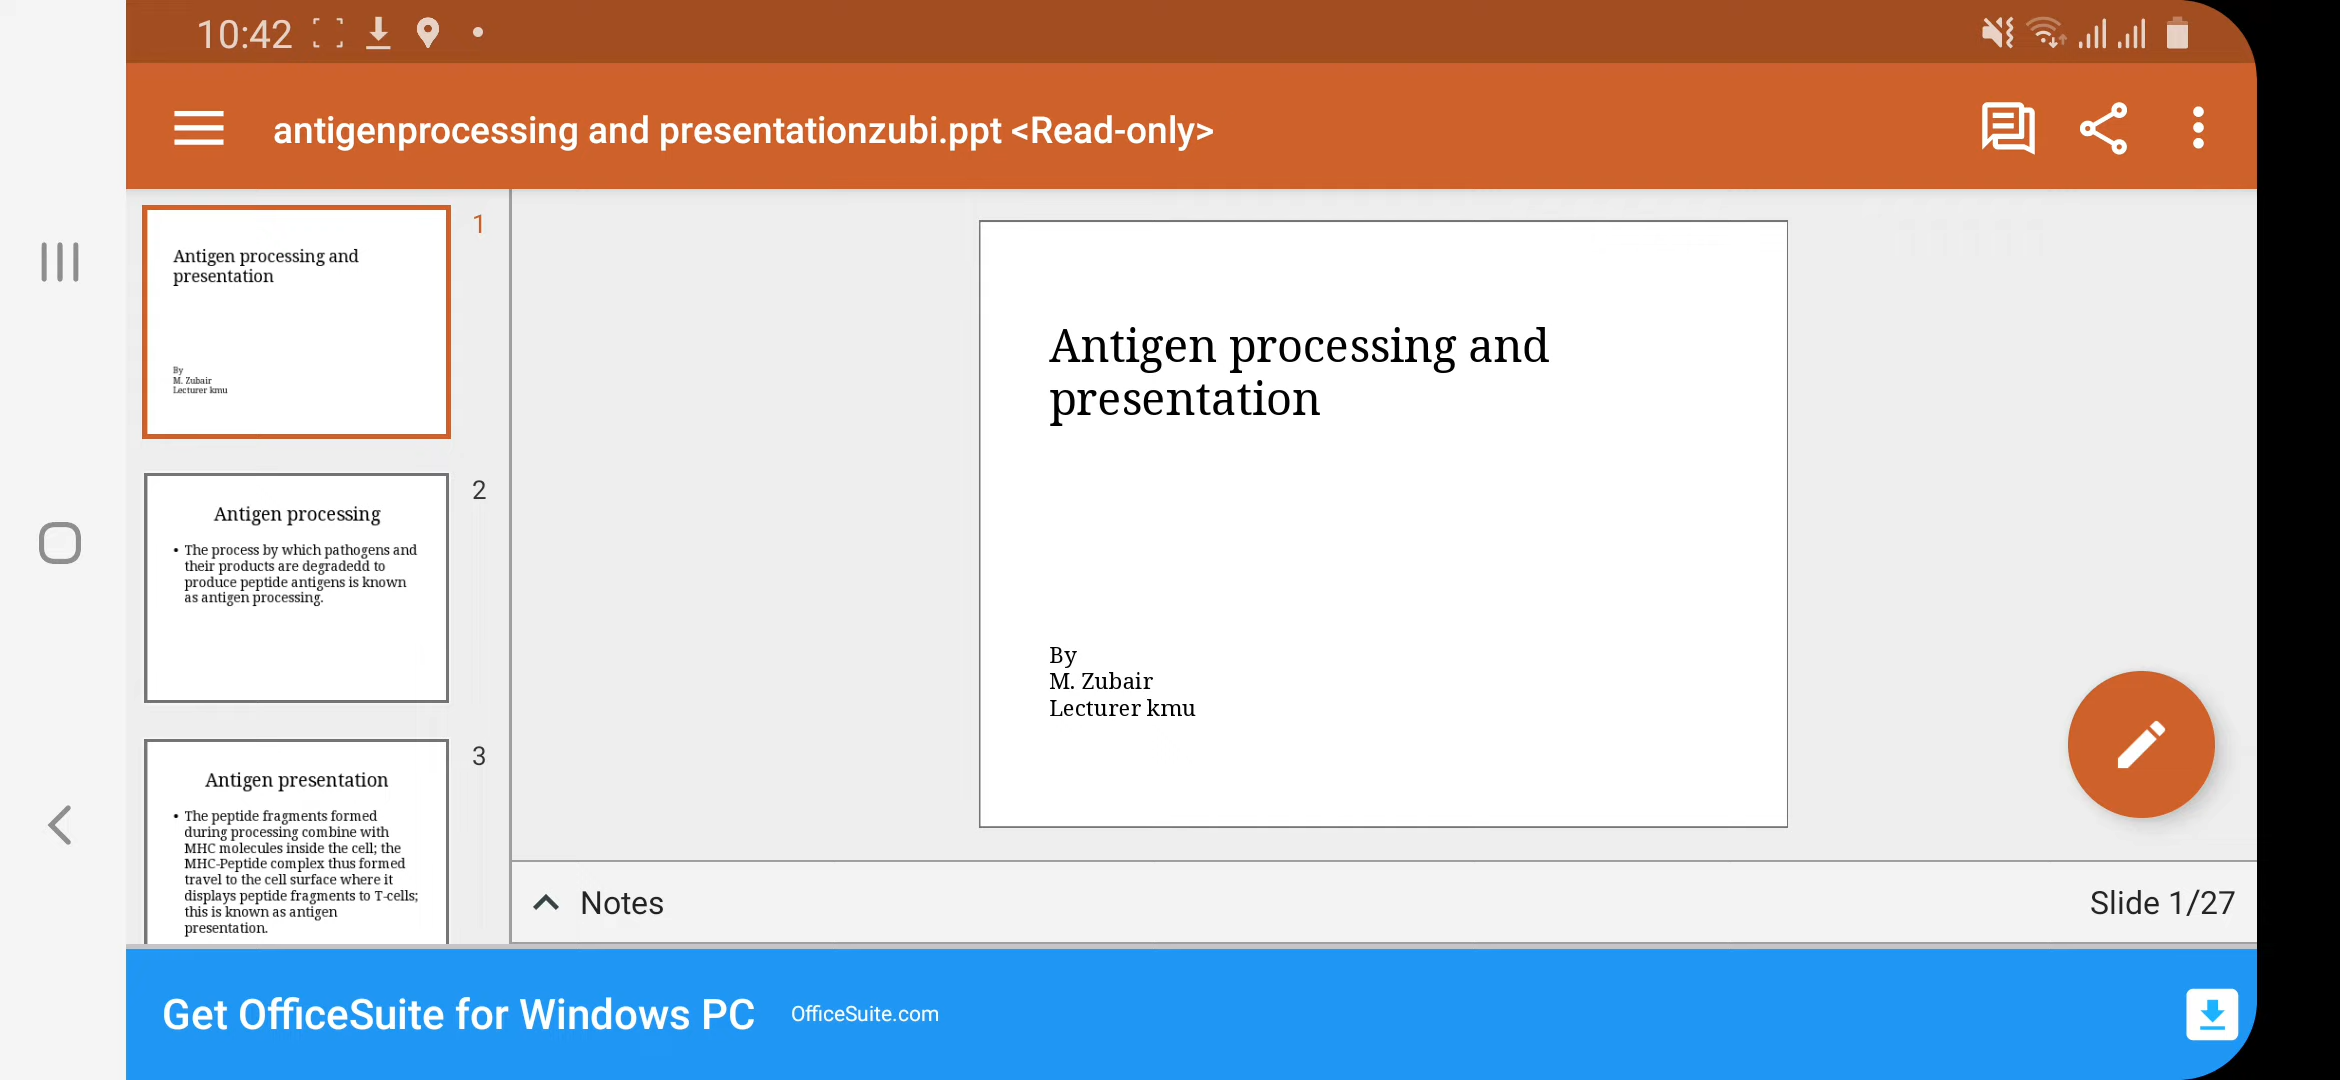 10:42
antigenprocessing and presentationzubi.ppt <Read-only>
1
Antigen processing and
presentation
By
M. Zubair
Lecturer kmu
2
Antigen processing
• The process by which pathogens and
their products are degradedd to
produce peptide antigens is known
as antigen processing.
3
Antigen presentation
• The peptide fragments formed
during processing combine with
MHC molecules inside the cell; the
MHC-Peptide complex thus formed
travel to the cell surface where it
displays peptide fragments to T-cells;
this is known as antigen
presentation.
Antigen processing and
presentation
By
M. Zubair
Lecturer kmu
Notes
Slide 1/27
Get OfficeSuite for Windows PC
OfficeSuite.com